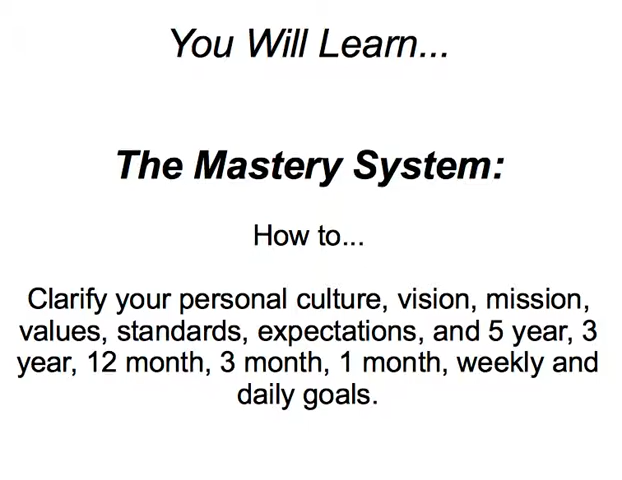 You Will Learn...
The Mastery System:
How to...
Clarify your personal culture, vision, mission,
values, standards, expectations, and 5 year, 3
year, 12 month, 3 month, 1 month, weekly and
daily goals.